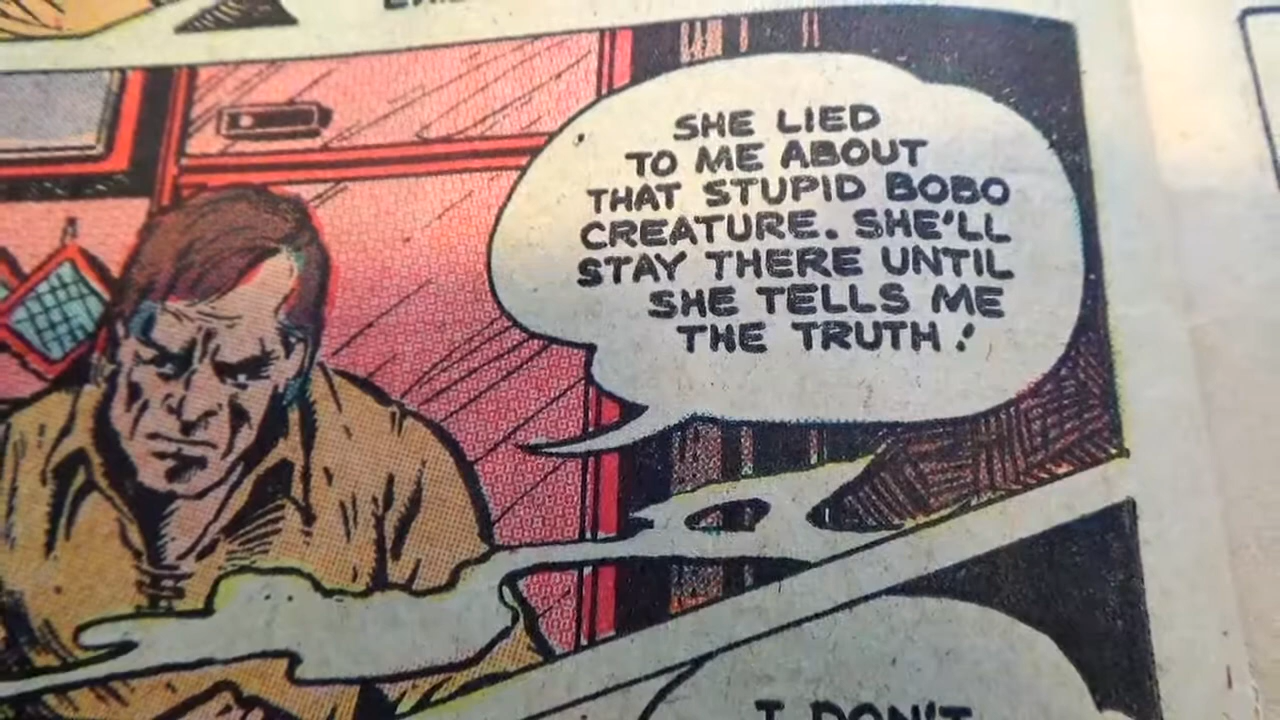 SHE LIED
TO ME ABOUT
THAT STUPID BOBO
CREATURE. SHE'LL
STAY THERE UNTIL
SHE TELLS ME
THE TRUTH!
I DON'T